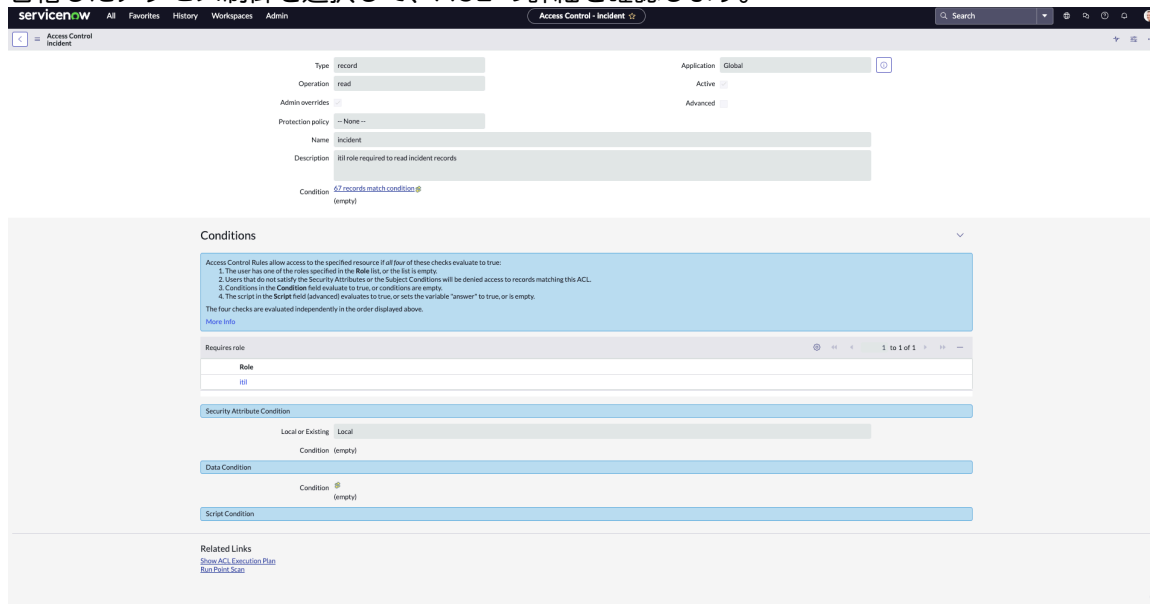 servicenow All Favorites History Workspaces Admin Access Control - incident ☆ Search
Access Control
incident
Type record Application Global
Operation read Active
Admin overrides Advanced
Protection policy -- None --
Name incident
Description itil role required to read incident records
Condition 67 records match condition
(empty)
Conditions
Access Control Rules allow access to the specified resource if all four of these checks evaluate to true:
1. The user has one of the roles specified in the Role list, or the list is empty.
2. Users that do not satisfy the Security Attributes or the Subject Conditions will be denied access to records matching this ACL.
3. Conditions in the Condition field evaluate to true, or conditions are empty.
4. The script in the Script field (advanced) evaluates to true, or sets the variable "answer" to true, or is empty.
The four checks are evaluated independently in the order displayed above.
More Info
Requires role 1 to 1 of 1
Role
itil
Security Attribute Condition
Local or Existing Local
Condition (empty)
Data Condition
Condition
(empty)
Script Condition
Related Links
Show ACL Execution Plan
Run Point Scan